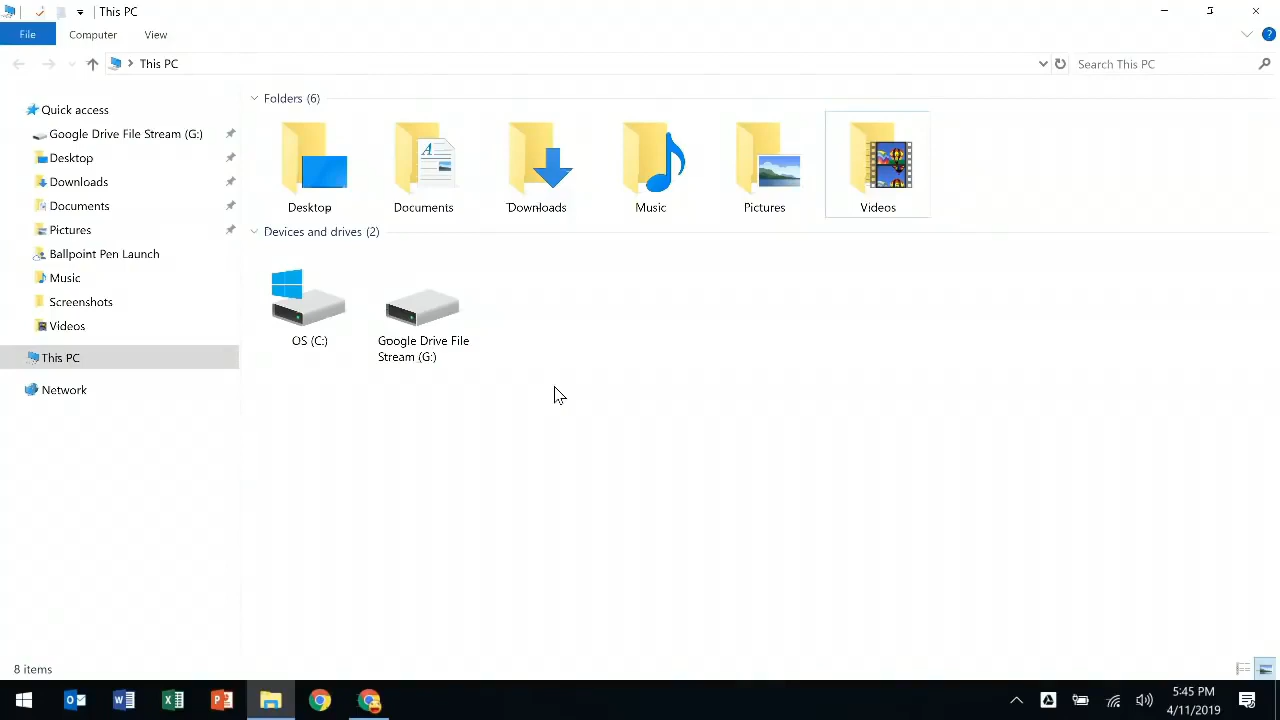 This PC
File
Computer
View
This PC
Search This PC
Quick access
Google Drive File Stream (G:)
Desktop
Downloads
Documents
Pictures
Ballpoint Pen Launch
Music
Screenshots
Videos
This PC
Network
Folders (6)
Desktop
Documents
Downloads
Music
Pictures
Videos
Devices and drives (2)
OS (C:)
Google Drive File
Stream (G:)
8 items
5:45 PM
4/11/2019